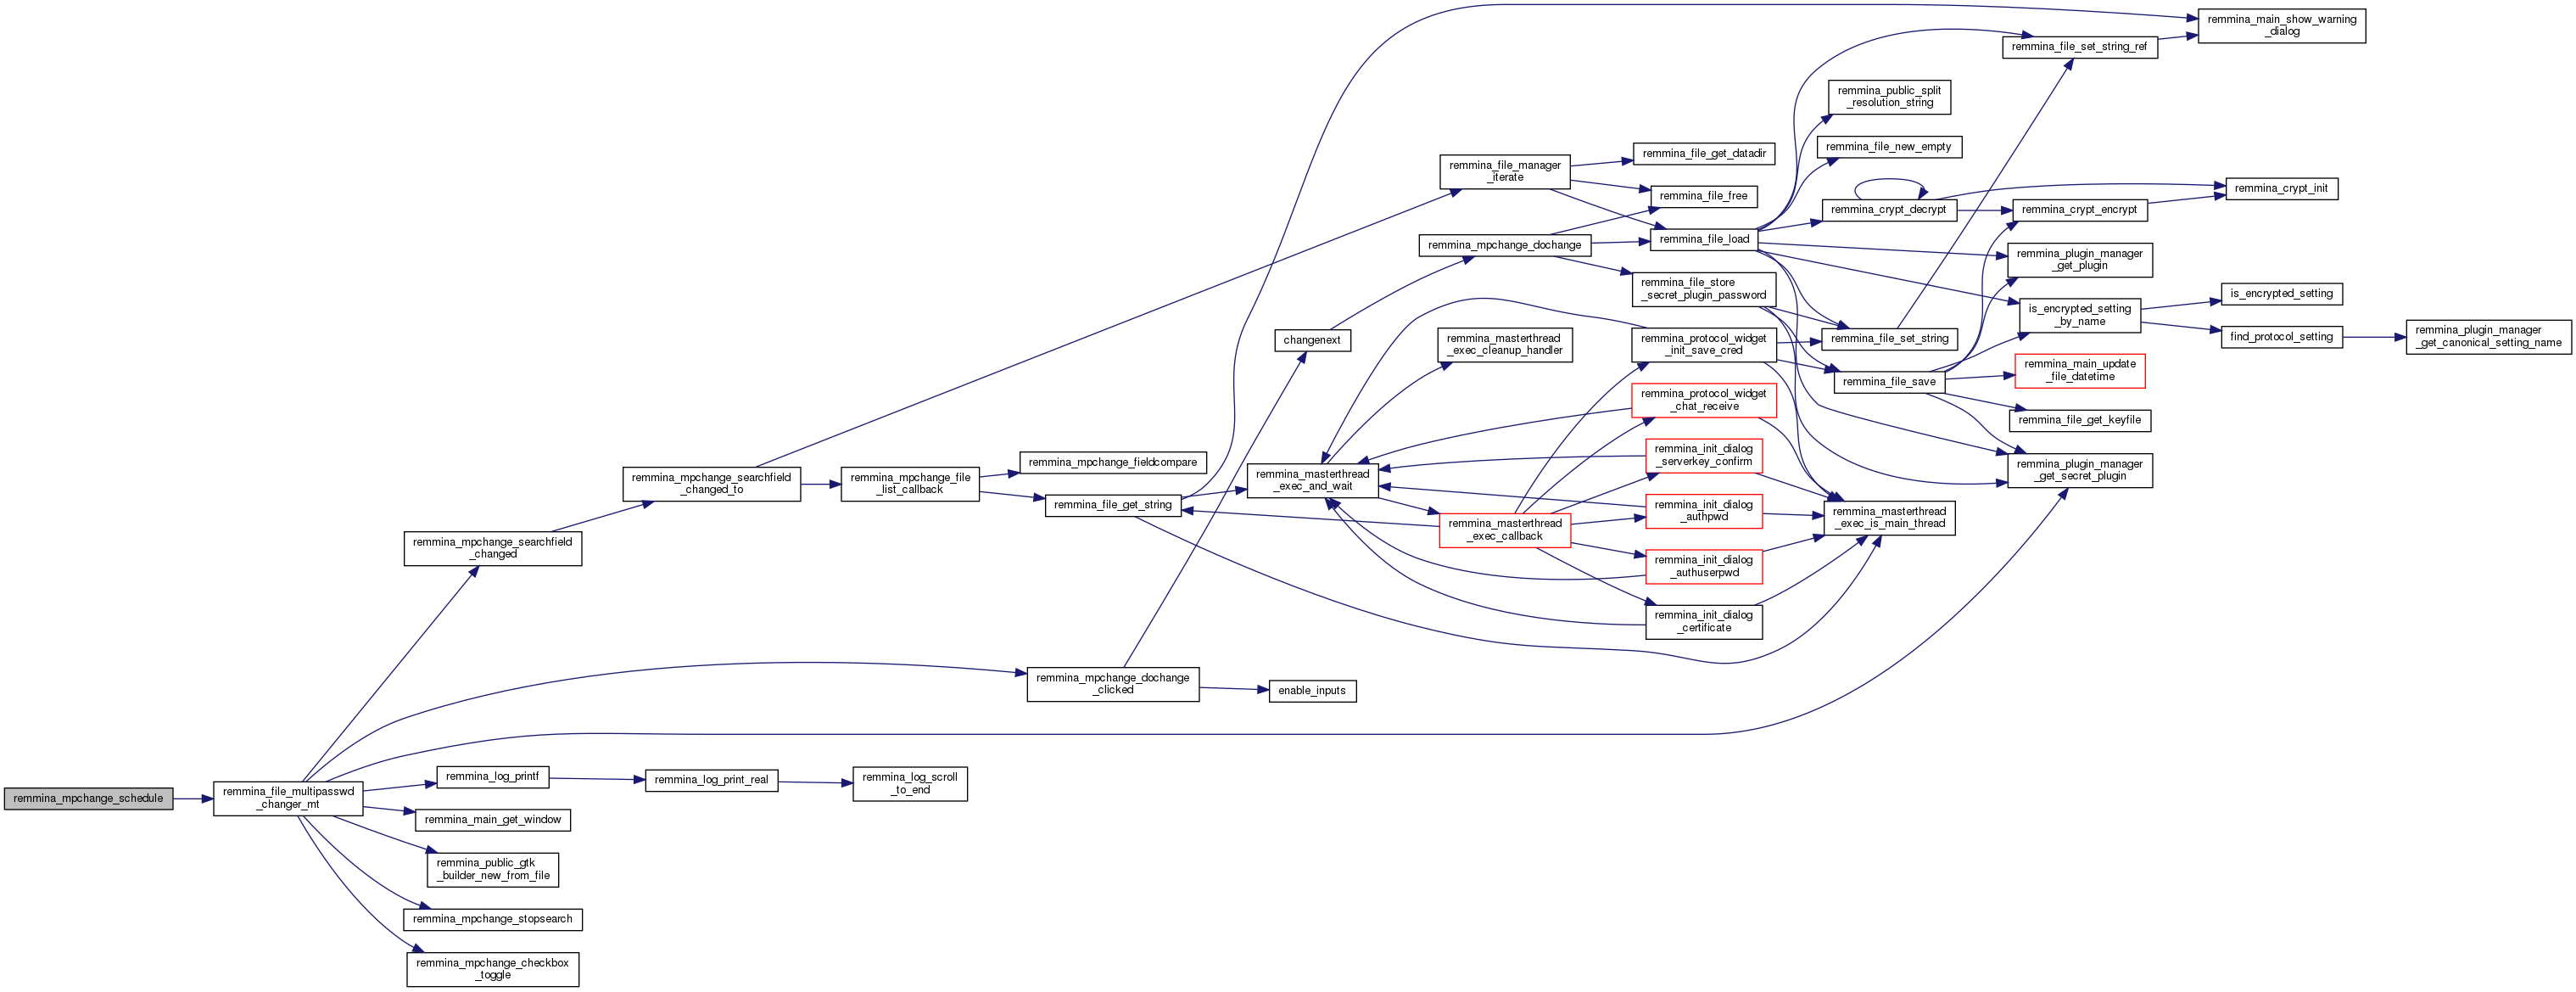 remmina_mpchange_schedule
remmina_file_multipasswd
_changer_mt
remmina_mpchange_searchfield
_changed
remmina_log_printf
remmina_main_get_window
remmina_public_gtk
_builder_new_from_file
remmina_mpchange_stopsearch
remmina_mpchange_checkbox
_toggle
remmina_mpchange_searchfield
_changed_to
remmina_log_print_real
remmina_mpchange_file
_list_callback
remmina_log_scroll
_to_end
remmina_mpchange_fieldcompare
remmina_file_get_string
remmina_mpchange_dochange
_clicked
changenext
remmina_masterthread
_exec_and_wait
enable_inputs
remmina_file_manager
_iterate
remmina_mpchange_dochange
remmina_masterthread
_exec_cleanup_handler
remmina_masterthread
_exec_callback
remmina_file_get_datadir
remmina_file_free
remmina_file_load
remmina_file_store
_secret_plugin_password
remmina_protocol_widget
_init_save_cred
remmina_protocol_widget
_chat_receive
remmina_init_dialog
_serverkey_confirm
remmina_init_dialog
_authpwd
remmina_init_dialog
_authuserpwd
remmina_init_dialog
_certificate
remmina_public_split
_resolution_string
remmina_file_new_empty
remmina_crypt_decrypt
remmina_file_set_string
remmina_file_save
remmina_masterthread
_exec_is_main_thread
remmina_file_set_string_ref
remmina_crypt_encrypt
remmina_plugin_manager
_get_plugin
is_encrypted_setting
_by_name
remmina_main_update
_file_datetime
remmina_file_get_keyfile
remmina_plugin_manager
_get_secret_plugin
remmina_main_show_warning
_dialog
remmina_crypt_init
is_encrypted_setting
find_protocol_setting
remmina_plugin_manager
_get_canonical_setting_name